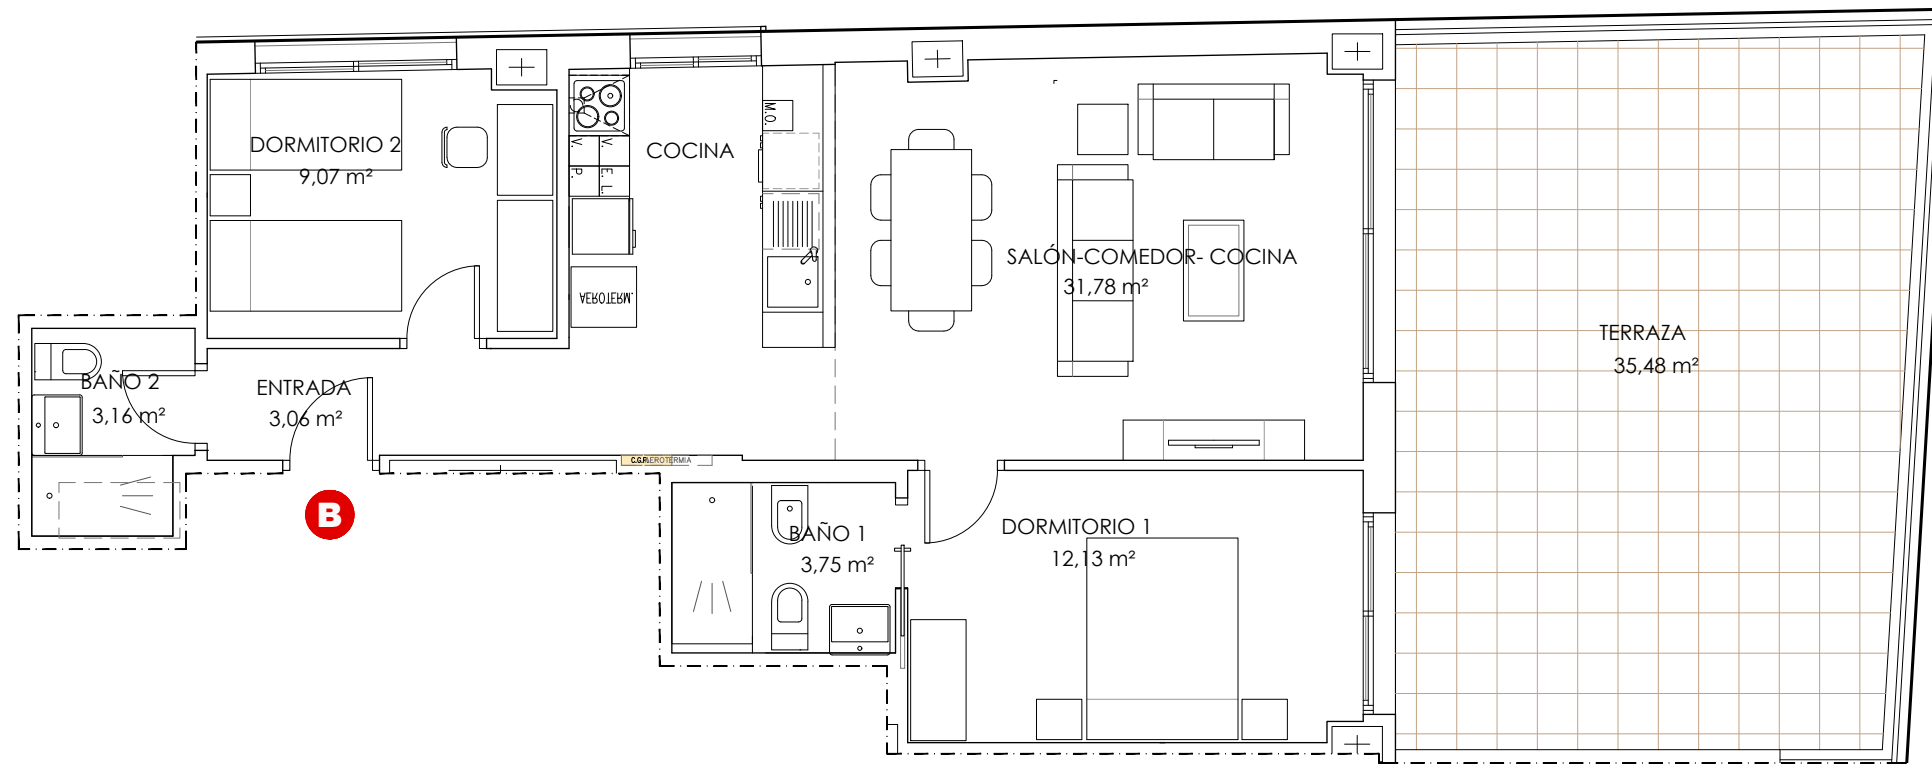 DORMITORIO 2
9,07 m²
COCINA
M.O.
V.
V.
P.
E. L.
AEROTERM.
SALÓN-COMEDOR- COCINA
31,78 m²
TERRAZA
35,48 m²
BAÑO 2
3,16 m²
ENTRADA
3,06 m²
C.G.P.
AEROTERMIA
B
BAÑO 1
3,75 m²
DORMITORIO 1
12,13 m²